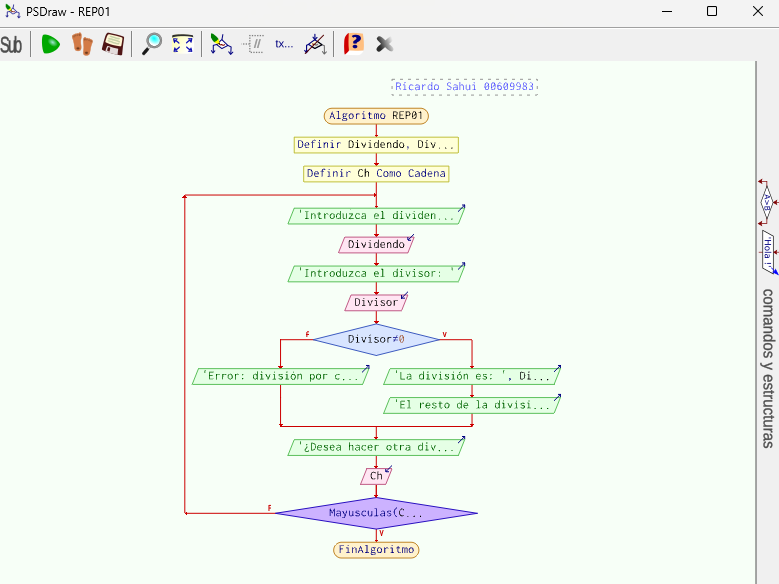 PSDraw - REP01
Sub
tx...
?
Ricardo Sahui 00609983
Algoritmo REP01
Definir Dividendo, Div...
Definir Ch Como Cadena
'Introduzca el dividen...
Dividendo
'Introduzca el divisor: '
Divisor
Divisor≠0
F
V
'Error: división por c...
'La división es: ', Di...
'El resto de la divisi...
'¿Desea hacer otra div...
Ch
Mayusculas(C...
F
V
FinAlgoritmo
A>B
'Hola !'
comandos y estructuras